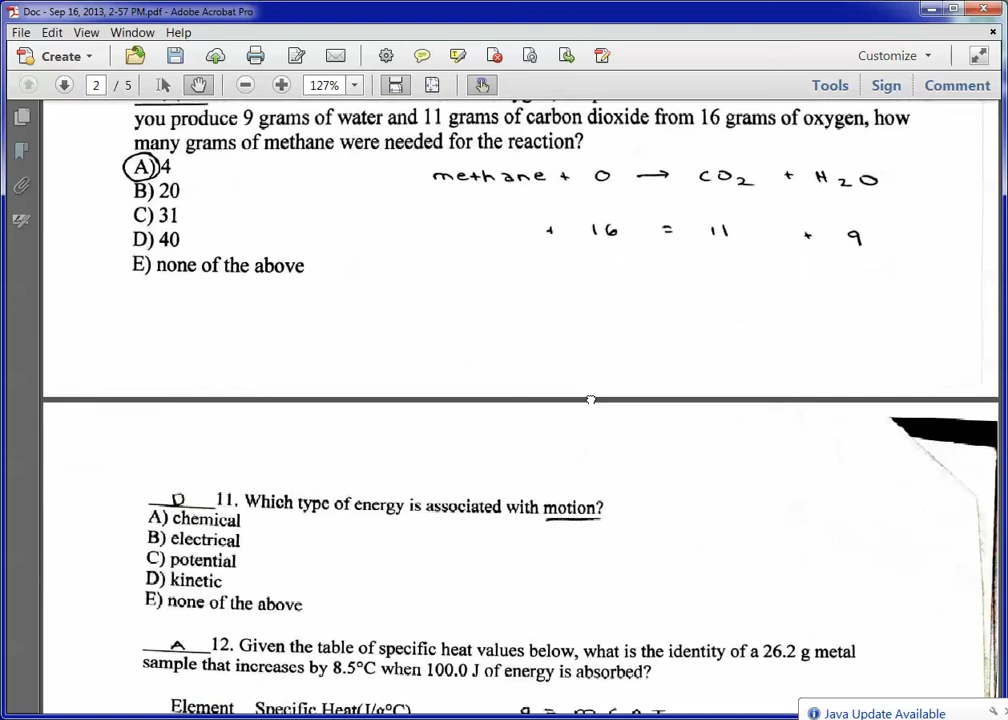 Doc - Sep 16, 2013, 2-57 PM.pdf - Adobe Acrobat Pro
File Edit View Window Help
Create Customize
2 / 5 127% Tools Sign Comment
you produce 9 grams of water and 11 grams of carbon dioxide from 16 grams of oxygen, how
many grams of methane were needed for the reaction?
A) 4
methane + O → CO2 + H2O
B) 20
C) 31
+ 16 = 11 + 9
D) 40
E) none of the above
D 11. Which type of energy is associated with motion?
A) chemical
B) electrical
C) potential
D) kinetic
E) none of the above
A 12. Given the table of specific heat values below, what is the identity of a 26.2 g metal
sample that increases by 8.5°C when 100.0 J of energy is absorbed?
Element Specific Heat(J/g°C)
q = m c Δ T
Java Update Available